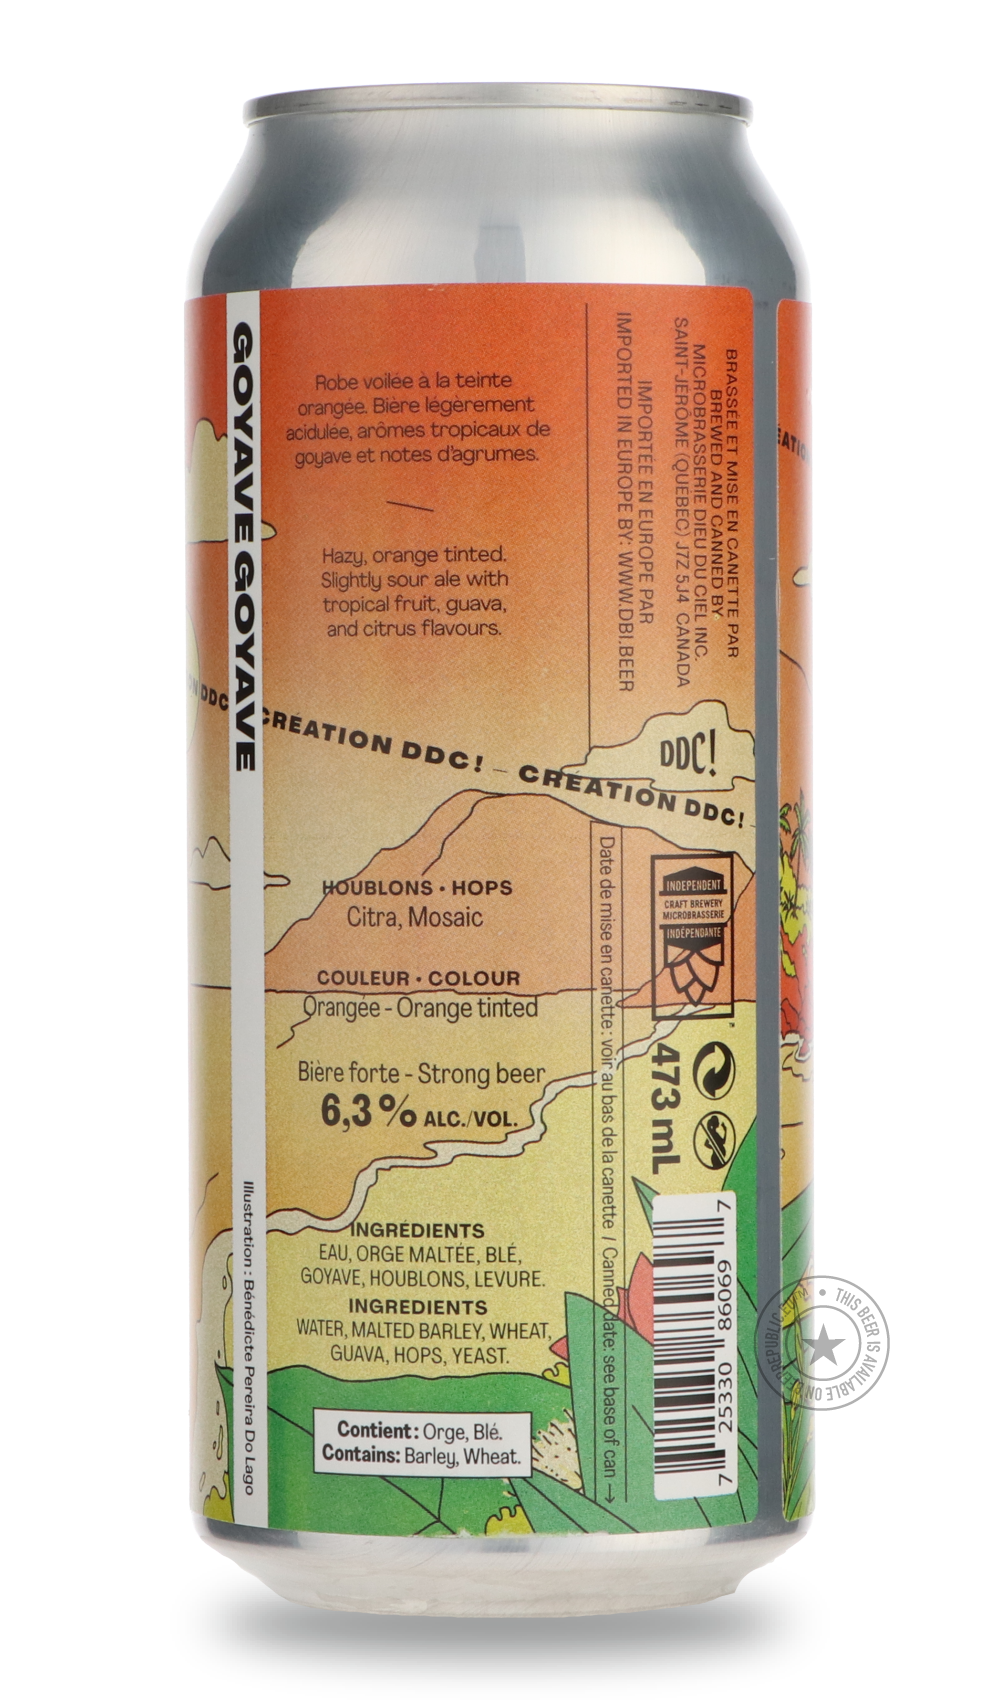 GOYAVE GOYAVE
Illustration : Bénédicte Pereira Do Lago
Robe voilée à la teinte
orangée. Bière légèrement
acidulée, arômes tropicaux de
goyave et notes d'agrumes.
Hazy, orange tinted.
Slightly sour ale with
tropical fruit, guava,
and citrus flavours.
DDC
CRÉATION DDC! – CRÉATION DDC!
HOUBLONS • HOPS
Citra, Mosaic
COULEUR • COLOUR
Orangée - Orange tinted
Bière forte - Strong beer
6,3 % ALC./VOL.
INGRÉDIENTS
EAU, ORGE MALTÉE, BLÉ,
GOYAVE, HOUBLONS, LEVURE.
INGREDIENTS
WATER, MALTED BARLEY, WHEAT,
GUAVA, HOPS, YEAST.
Contient: Orge, Blé.
Contains: Barley, Wheat.
BRASSÉE ET MISE EN CANETTE PAR
BREWED AND CANNED BY
MICROBRASSERIE DIEU DU CIEL INC.
SAINT-JÉRÔME (QUEBEC) J7Z 5J4 CANADA
IMPORTÉE EN EUROPE PAR
IMPORTED IN EUROPE BY: WWW.DBI.BEER
DDC!
Date de mise en canette : voir au bas de la canette / Canned date: see base of can →
INDEPENDENT
CRAFT BREWERY
MICROBRASSERIE
INDÉPENDANTE
473 mL
7 25330 86069 7
THIS BEER IS AVAILABLE ON BEERREPUBLIC.EU